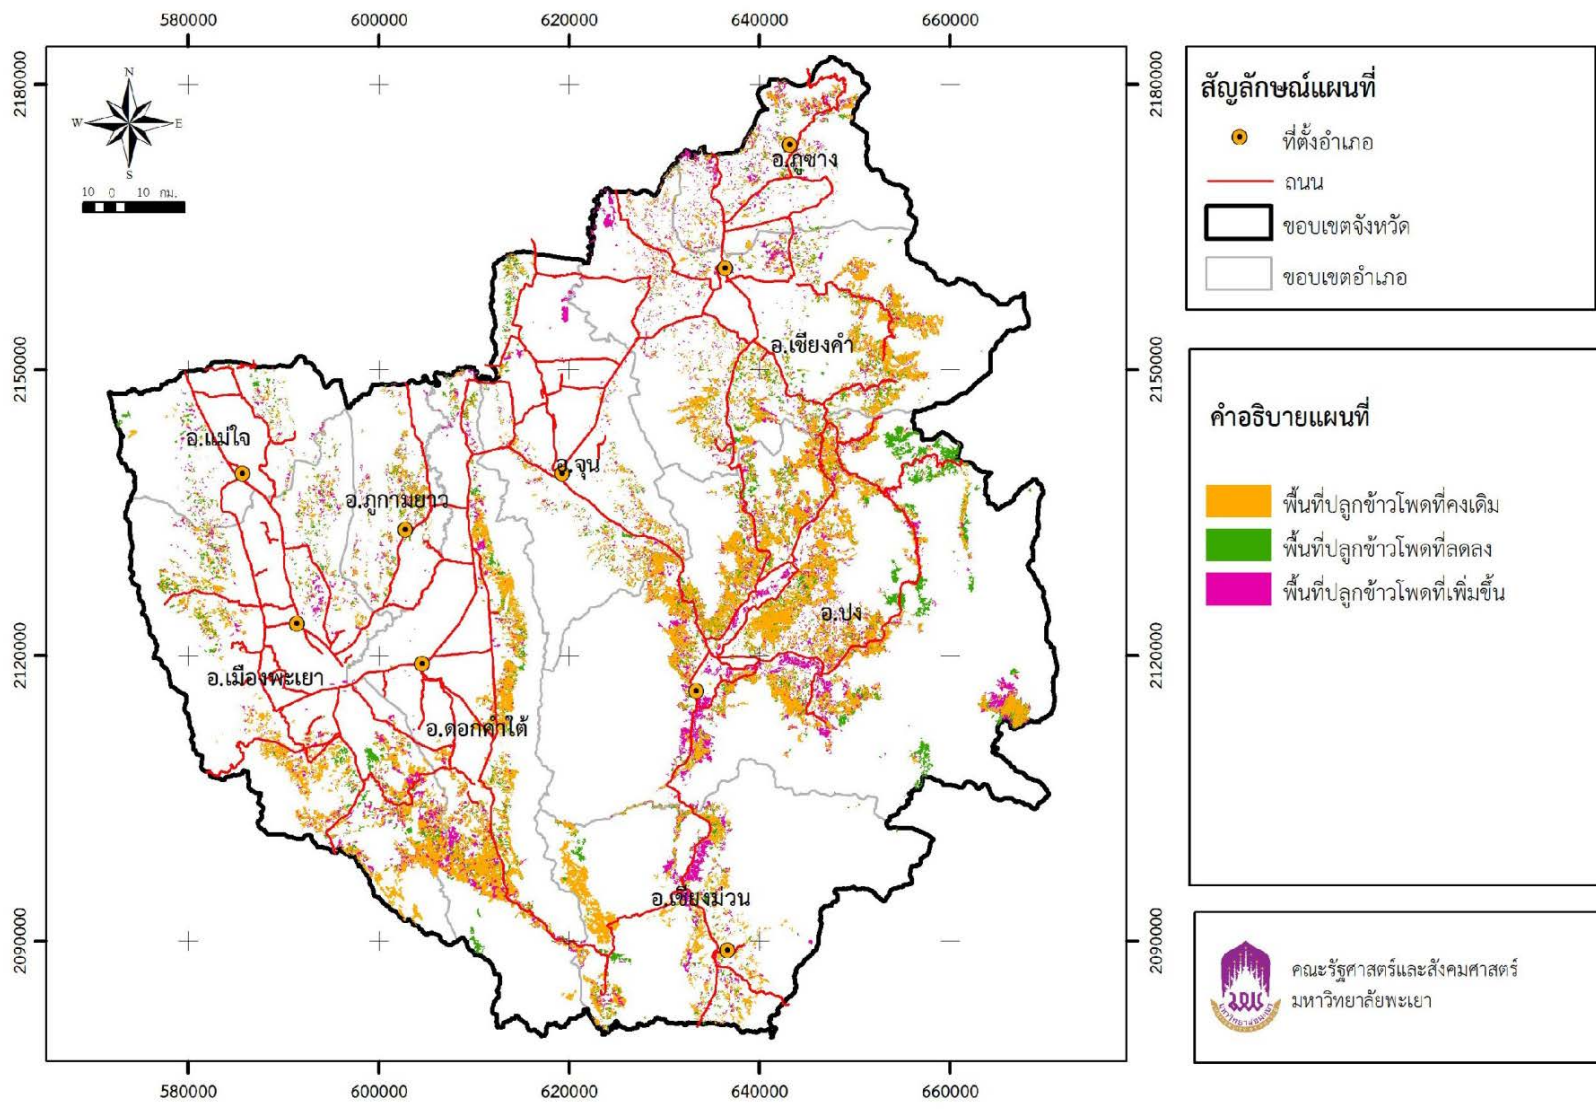 580000 600000 620000 640000 660000
2180000
2150000
2120000
2090000
N
W E
S
10 0 10 กม.
อ.ภูซาง
อ.เชียงคำ
อ.แม่ใจ
อ.จุน
อ.ภูกามยาว
อ.ปง
อ.เมืองพะเยา
อ.ดอกคำใต้
อ.เชียงม่วน
2180000
2150000
2120000
2090000
580000 600000 620000 640000 660000
สัญลักษณ์แผนที่
ที่ตั้งอำเภอ
ถนน
ขอบเขตจังหวัด
ขอบเขตอำเภอ
คำอธิบายแผนที่
พื้นที่ปลูกข้าวโพดที่คงเดิม
พื้นที่ปลูกข้าวโพดที่ลดลง
พื้นที่ปลูกข้าวโพดที่เพิ่มขึ้น
คณะรัฐศาสตร์และสังคมศาสตร์
มหาวิทยาลัยพะเยา